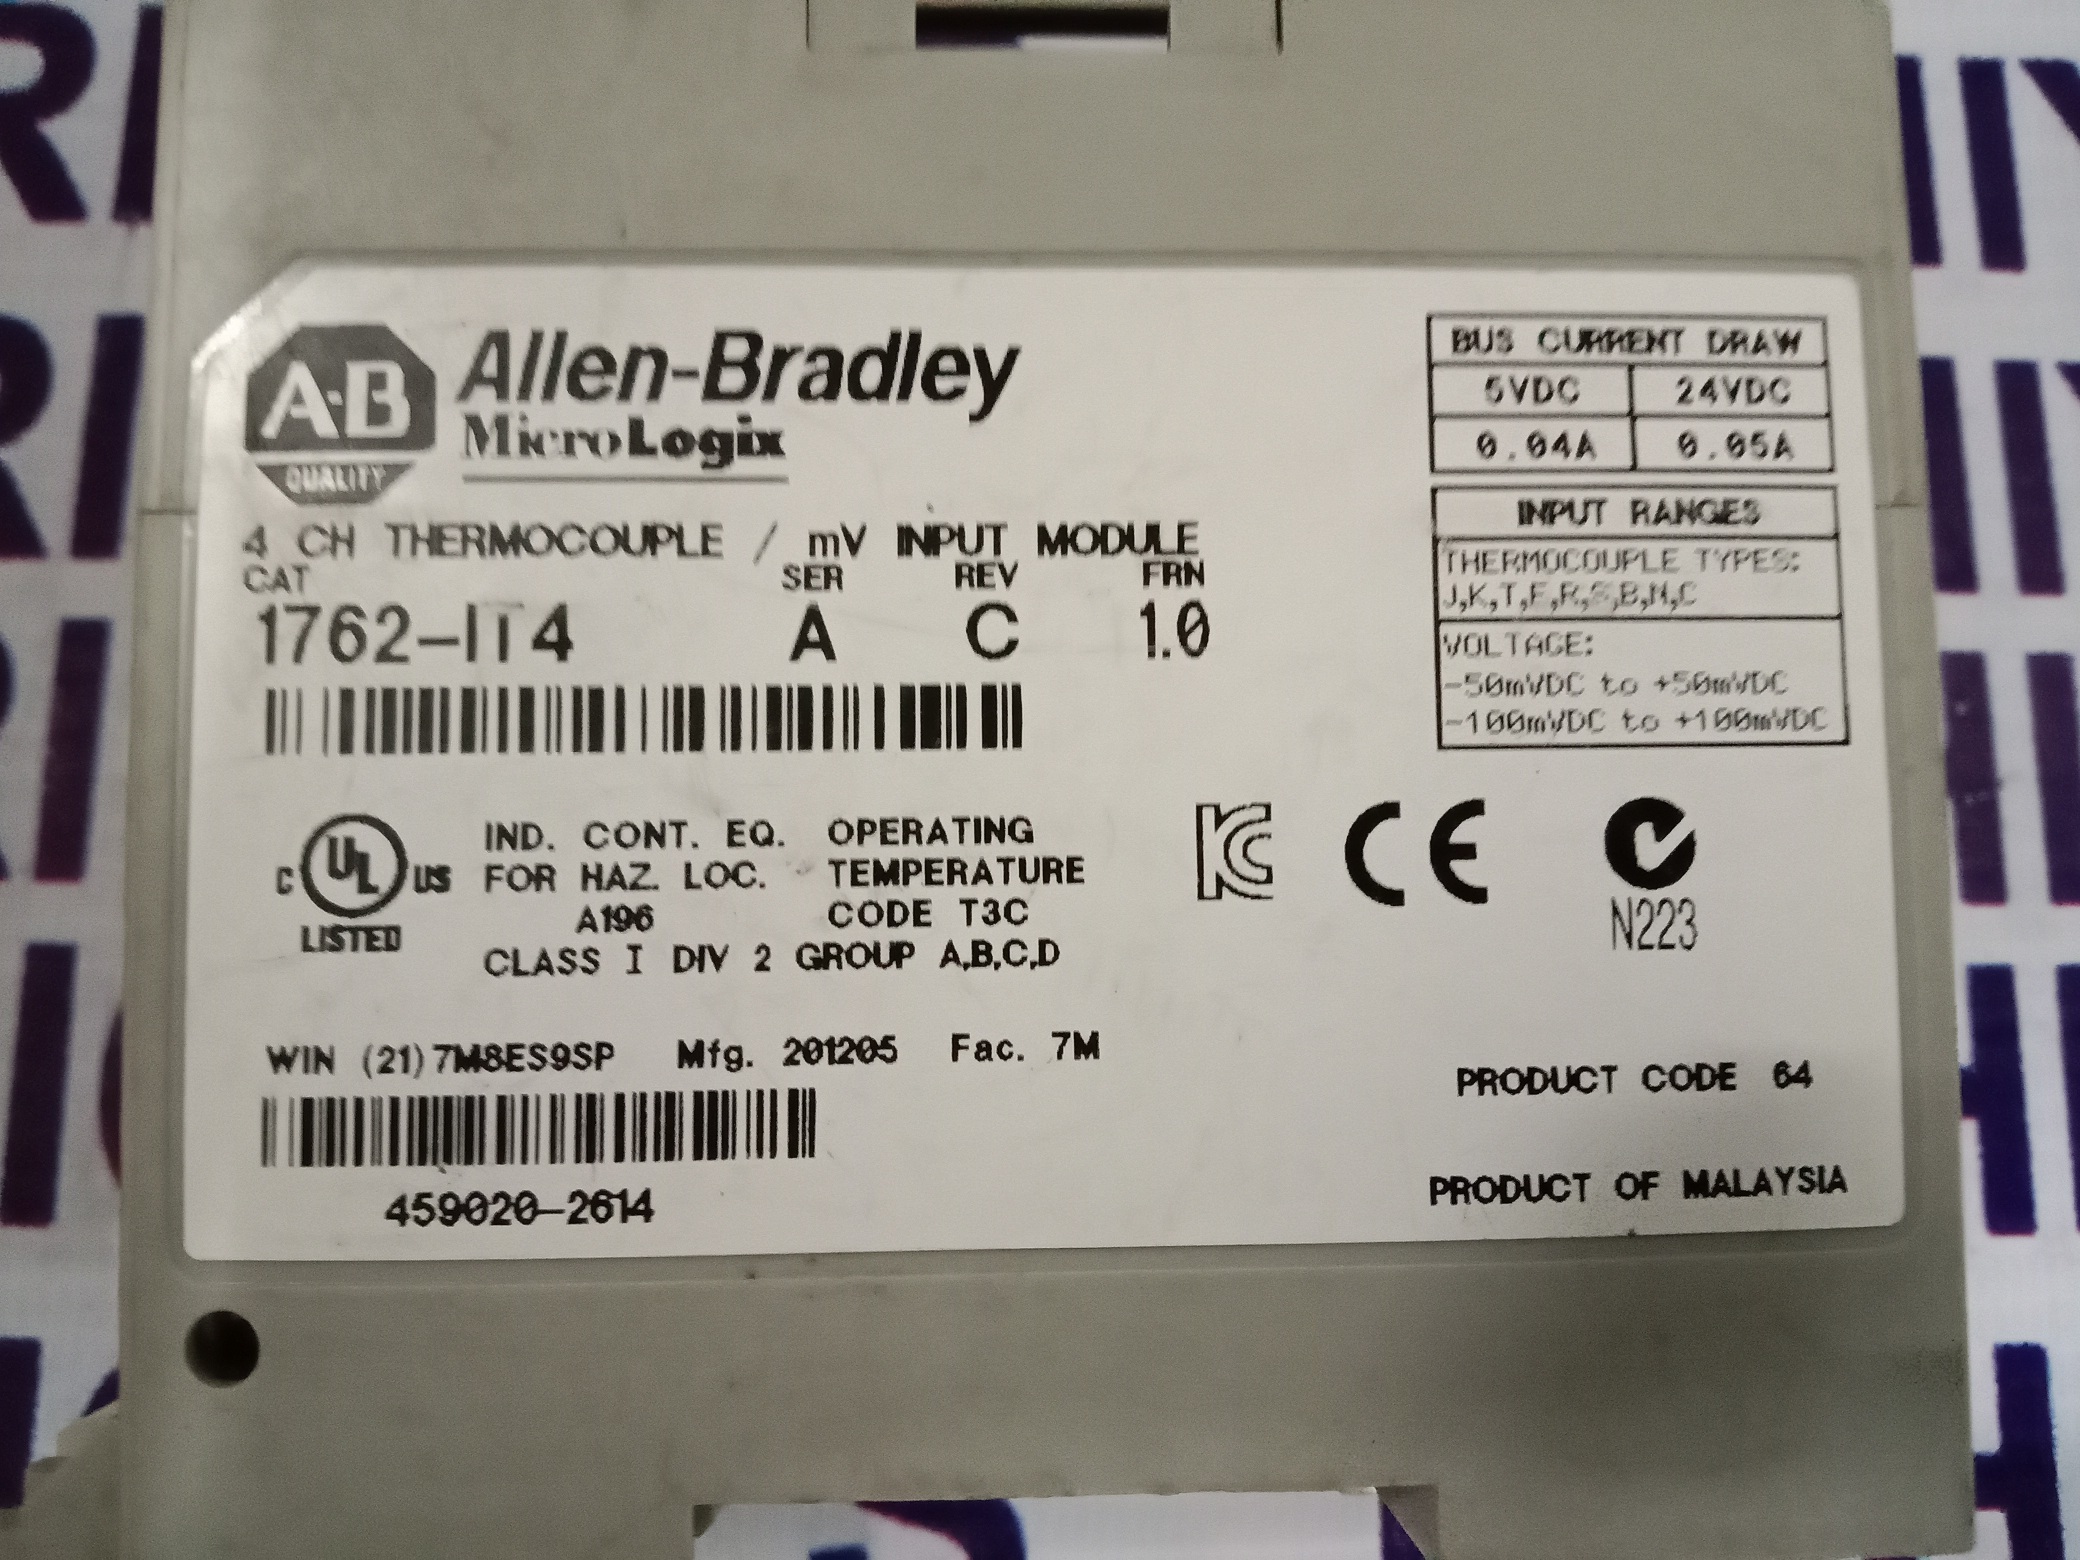 A-B
QUALITY
Allen-Bradley
MicroLogix
4 CH THERMOCOUPLE / mV INPUT MODULE
CAT SER REV FRN
1762-IT4 A C 1.0
BUS CURRENT DRAW
5VDC 24VDC
0.04A 0.05A
INPUT RANGES
THERMOCOUPLE TYPES:
J,K,T,E,R,S,B,N,C
VOLTAGE:
-50mVDC to +50mVDC
-100mVDC to +100mVDC
C UL US
LISTED
IND. CONT. EQ.
FOR HAZ. LOC.
A196
OPERATING
TEMPERATURE
CODE T3C
CLASS I DIV 2 GROUP A,B,C,D
KC CE
N223
WIN (21)7M8ES9SP Mfg. 201205 Fac. 7M
459020-2614
PRODUCT CODE 64
PRODUCT OF MALAYSIA